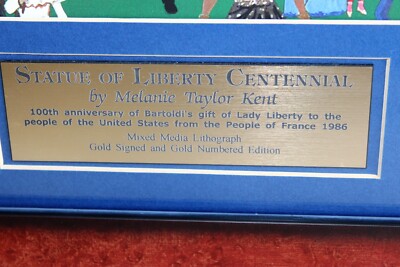 STATUE OF LIBERTY CENTENNIAL
by Melanie Taylor Kent
100th anniversary of Bartoldi's gift of Lady Liberty to the
people of the United States from the People of France 1986
Mixed Media Lithograph
Gold Signed and Gold Numbered Edition